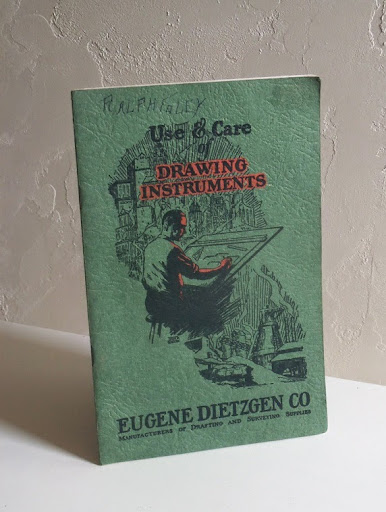 RALPH IGLEY
Use & Care
of
DRAWING
INSTRUMENTS
EUGENE DIETZGEN CO
MANUFACTURERS OF DRAFTING AND SURVEYING SUPPLIES